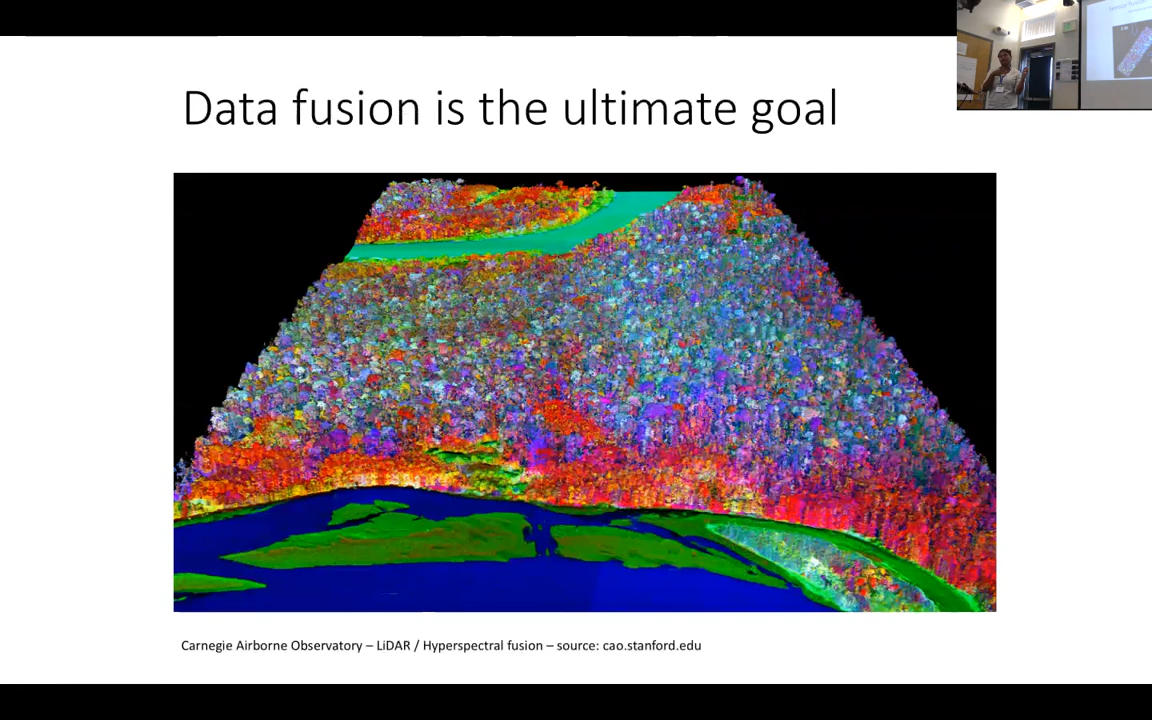 Data fusion is the ultimate goal
Carnegie Airborne Observatory – LiDAR / Hyperspectral fusion – source: cao.stanford.edu